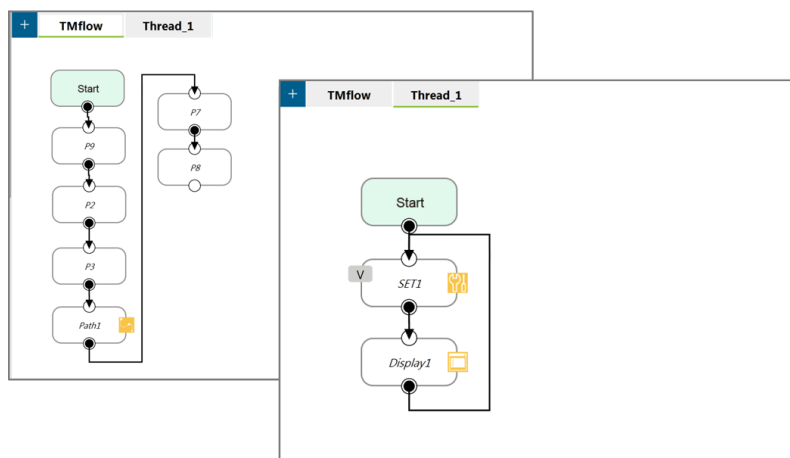 + TMflow Thread_1
Start
P9
P2
P3
Path1
P7
P8
+ TMflow Thread_1
Start
V
SET1
Display1